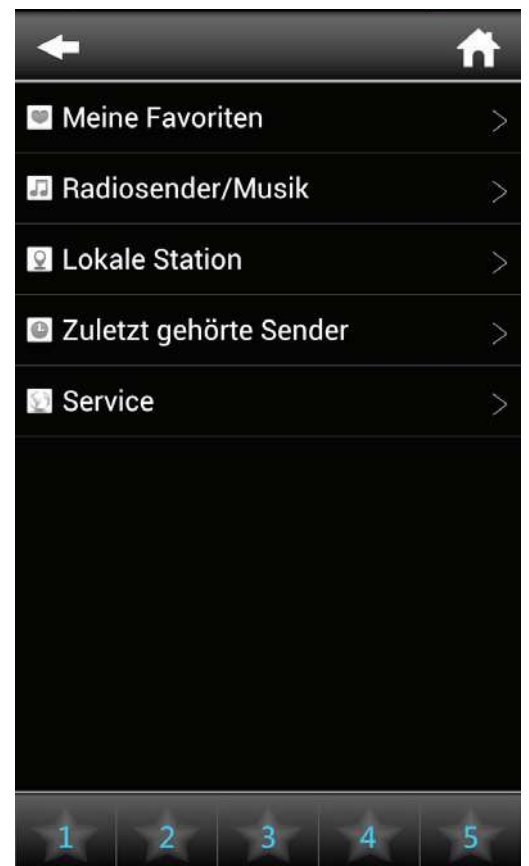 Meine Favoriten
Radiosender/Musik
Lokale Station
Zuletzt gehörte Sender
Service
1 2 3 4 5